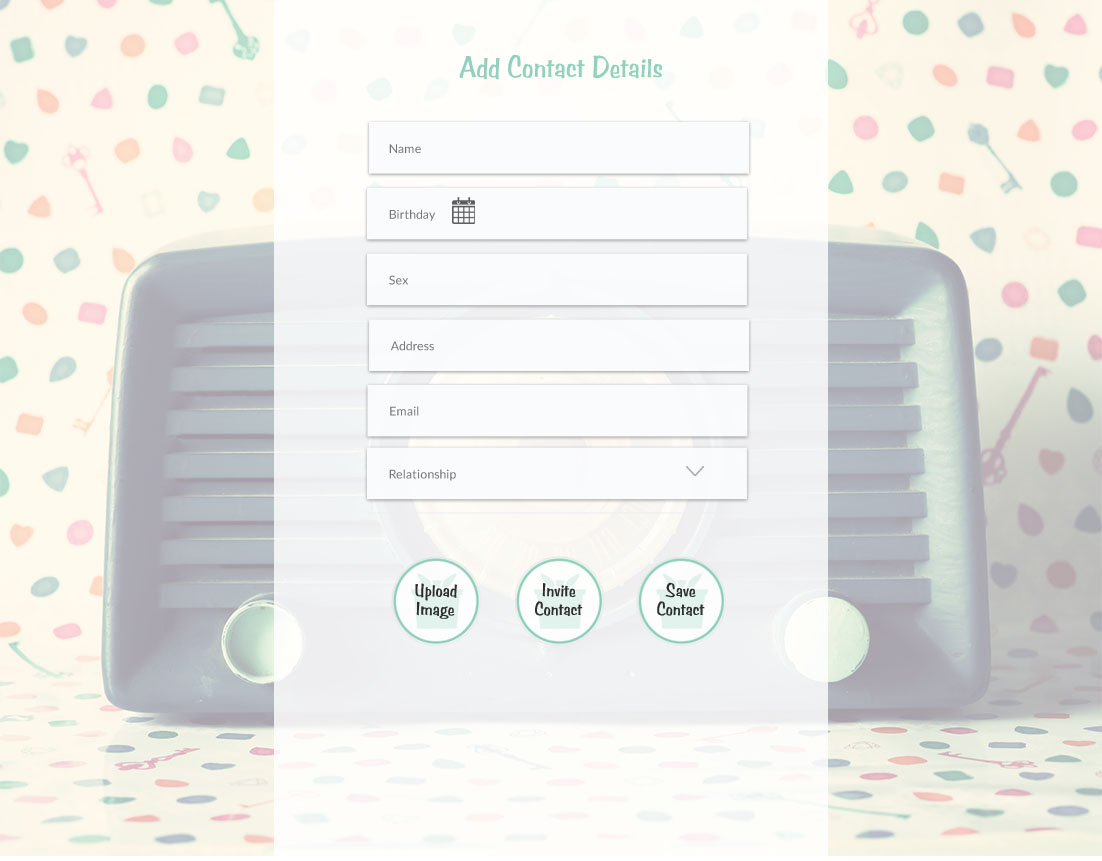 Add Contact Details
Name
Birthday
Sex
Address
Email
Relationship
Upload
Image
Invite
Contact
Save
Contact